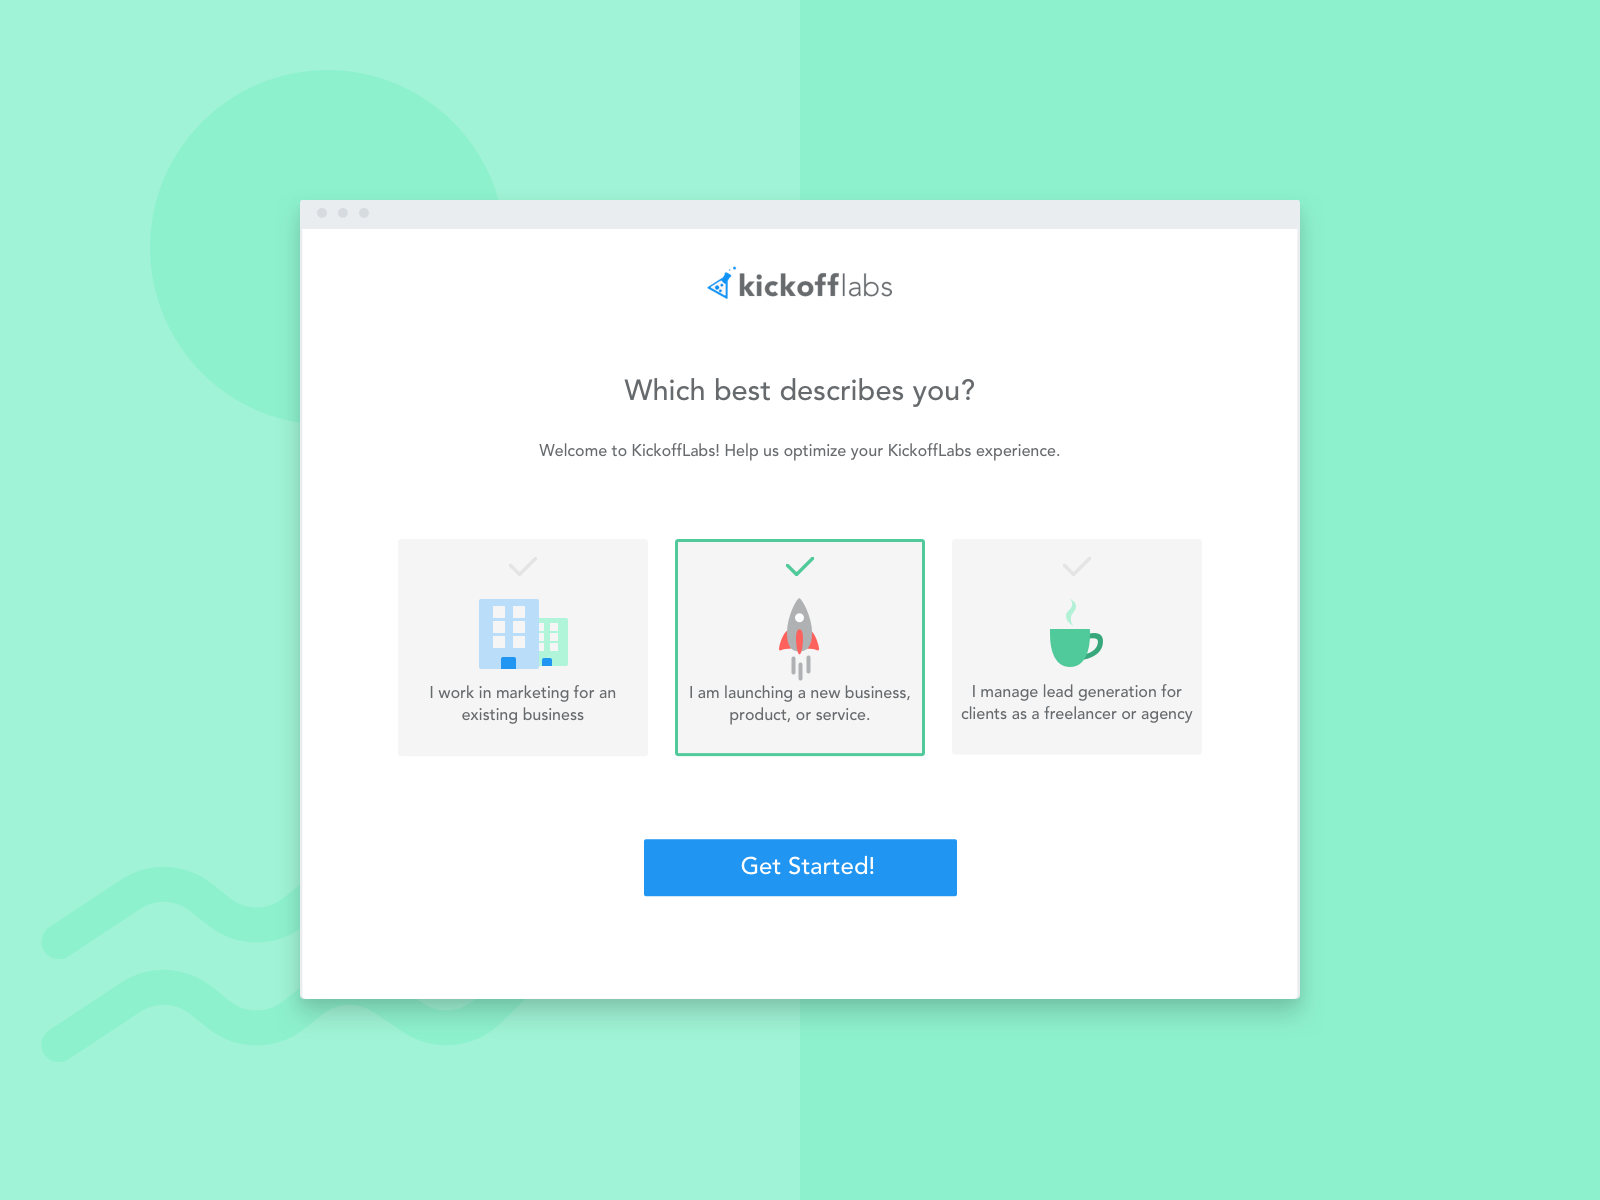 kickofflabs
Which best describes you?
Welcome to KickoffLabs! Help us optimize your KickoffLabs experience.
I work in marketing for an
existing business
I am launching a new business,
product, or service.
I manage lead generation for
clients as a freelancer or agency
Get Started!